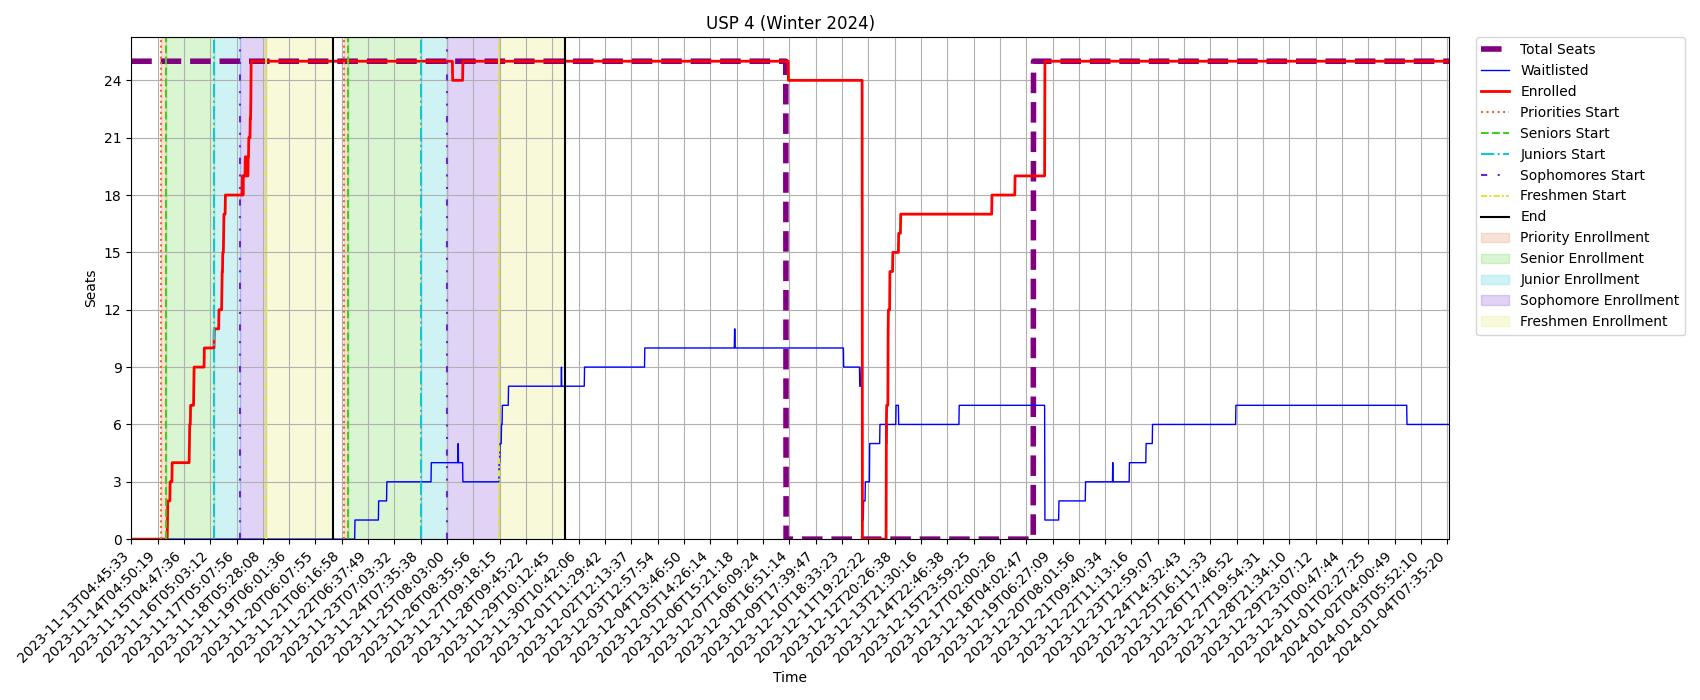 USP 4 (Winter 2024)
Seats
24
21
18
15
12
9
6
3
0
2023-11-13T04:45:33
2023-11-14T04:50:19
2023-11-15T04:47:36
2023-11-16T05:03:12
2023-11-17T05:07:56
2023-11-18T05:28:08
2023-11-19T06:01:36
2023-11-20T06:07:55
2023-11-21T06:16:58
2023-11-22T06:37:49
2023-11-23T07:03:32
2023-11-24T07:35:38
2023-11-25T08:03:00
2023-11-26T08:35:56
2023-11-27T09:18:15
2023-11-28T09:45:22
2023-11-29T10:12:45
2023-11-30T10:42:06
2023-12-01T11:29:42
2023-12-02T12:13:37
2023-12-03T12:57:54
2023-12-04T13:46:50
2023-12-05T14:26:14
2023-12-06T15:21:18
2023-12-07T16:09:24
2023-12-08T16:51:14
2023-12-09T17:39:47
2023-12-10T18:33:23
2023-12-11T19:22:22
2023-12-12T20:26:38
2023-12-13T21:30:16
2023-12-14T22:46:38
2023-12-15T23:59:25
2023-12-17T02:00:26
2023-12-18T04:02:47
2023-12-19T06:27:09
2023-12-20T08:01:56
2023-12-21T09:40:34
2023-12-22T11:13:16
2023-12-23T12:59:07
2023-12-24T14:32:43
2023-12-25T16:11:33
2023-12-26T17:46:52
2023-12-27T19:54:31
2023-12-28T21:34:10
2023-12-29T23:07:12
2023-12-31T00:47:44
2024-01-01T02:27:25
2024-01-02T04:00:49
2024-01-03T05:52:10
2024-01-04T07:35:20
Time
Total Seats
Waitlisted
Enrolled
Priorities Start
Seniors Start
Juniors Start
Sophomores Start
Freshmen Start
End
Priority Enrollment
Senior Enrollment
Junior Enrollment
Sophomore Enrollment
Freshmen Enrollment